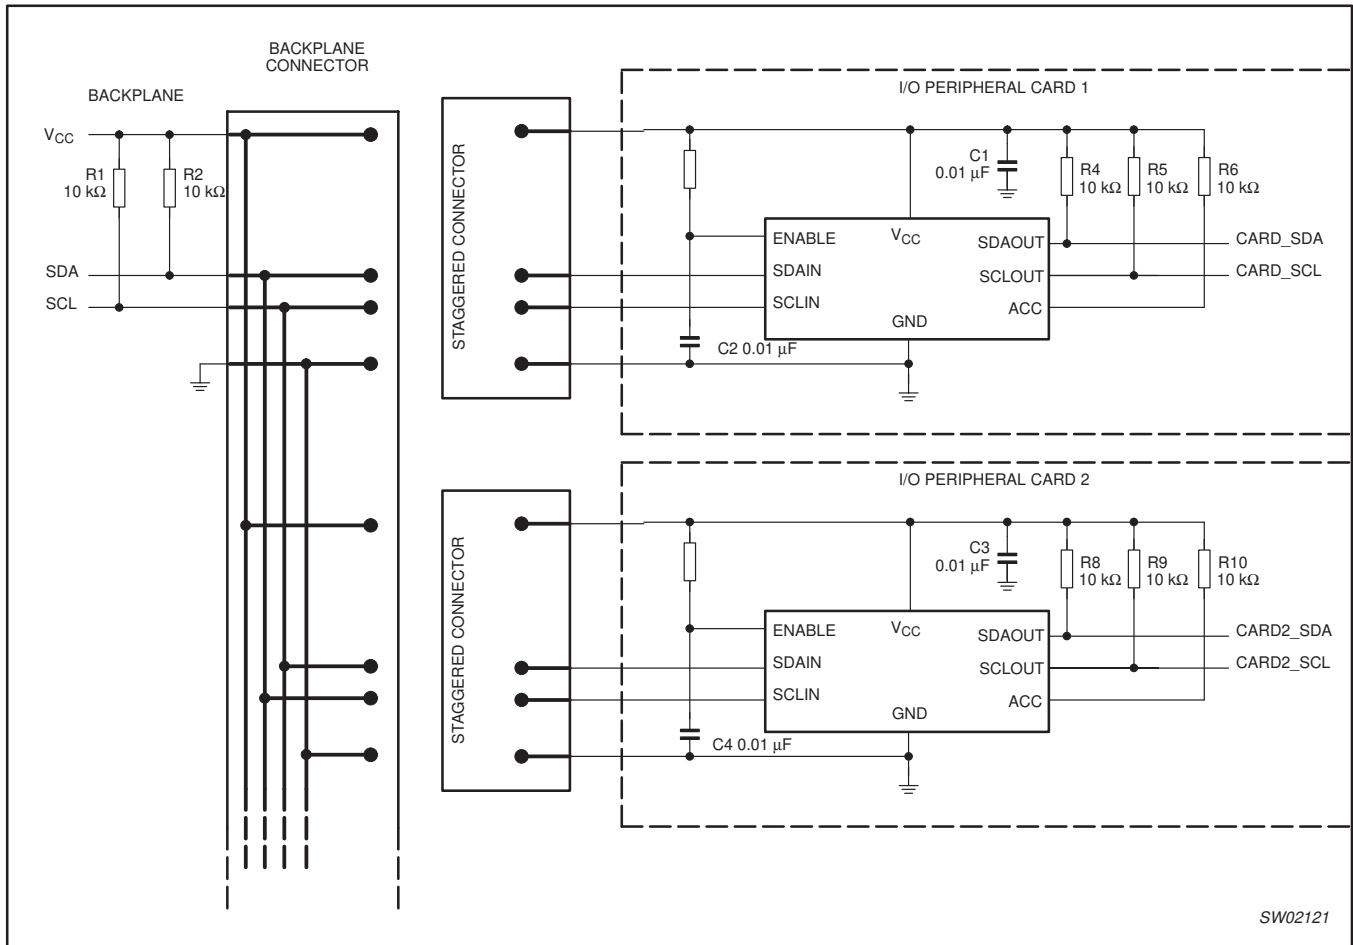 BACKPLANE
CONNECTOR
BACKPLANE
VCC
R1
10 kΩ
R2
10 kΩ
SDA
SCL
STAGGERED CONNECTOR
I/O PERIPHERAL CARD 1
C1
0.01 μF
R4
10 kΩ
R5
10 kΩ
R6
10 kΩ
ENABLE
VCC
SDAOUT
CARD_SDA
SDAIN
SCLOUT
CARD_SCL
SCLIN
ACC
GND
C2 0.01 μF
STAGGERED CONNECTOR
I/O PERIPHERAL CARD 2
C3
0.01 μF
R8
10 kΩ
R9
10 kΩ
R10
10 kΩ
ENABLE
VCC
SDAOUT
CARD2_SDA
SDAIN
SCLOUT
CARD2_SCL
SCLIN
ACC
GND
C4 0.01 μF
SW02121